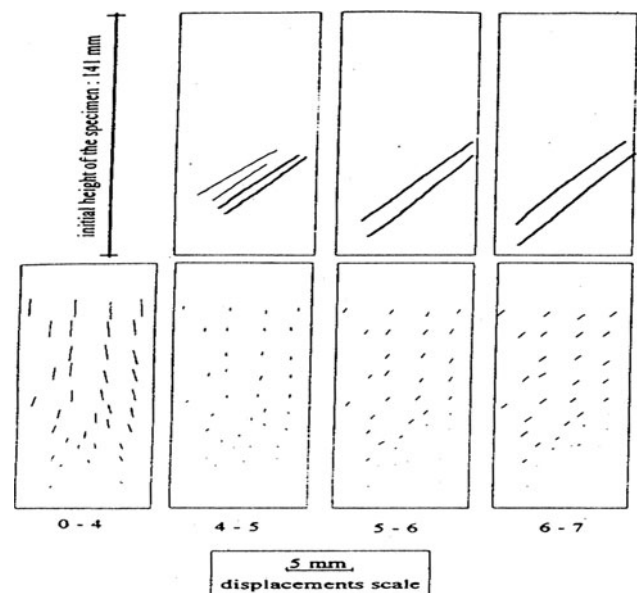 initial height of the specimen : 141 mm
0 - 4
4 - 5
5 - 6
6 - 7
5 mm
displacements scale